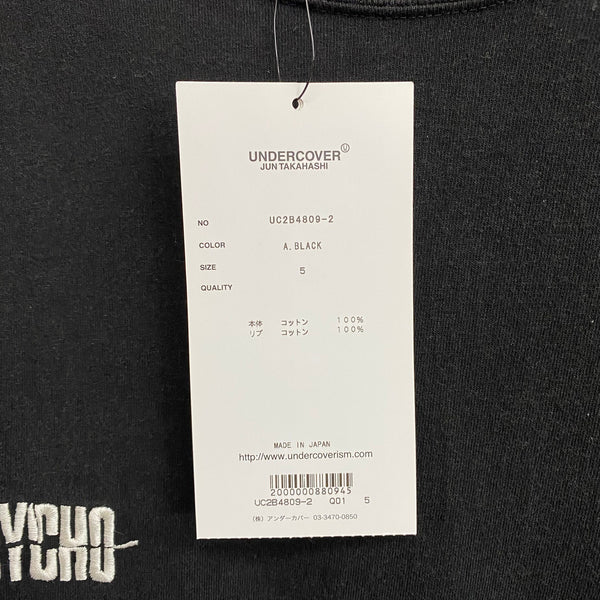 UNDERCOVER Ⓤ
JUN TAKAHASHI
NO UC2B4809-2
COLOR A.BLACK
SIZE 5
QUALITY
本体 コットン 100%
リブ コットン 100%
MADE IN JAPAN
http://www.undercoverism.com
2000000880945
UC2B4809-2 Q01 5
(株) アンダーカバー 03-3470-0850
YCHO